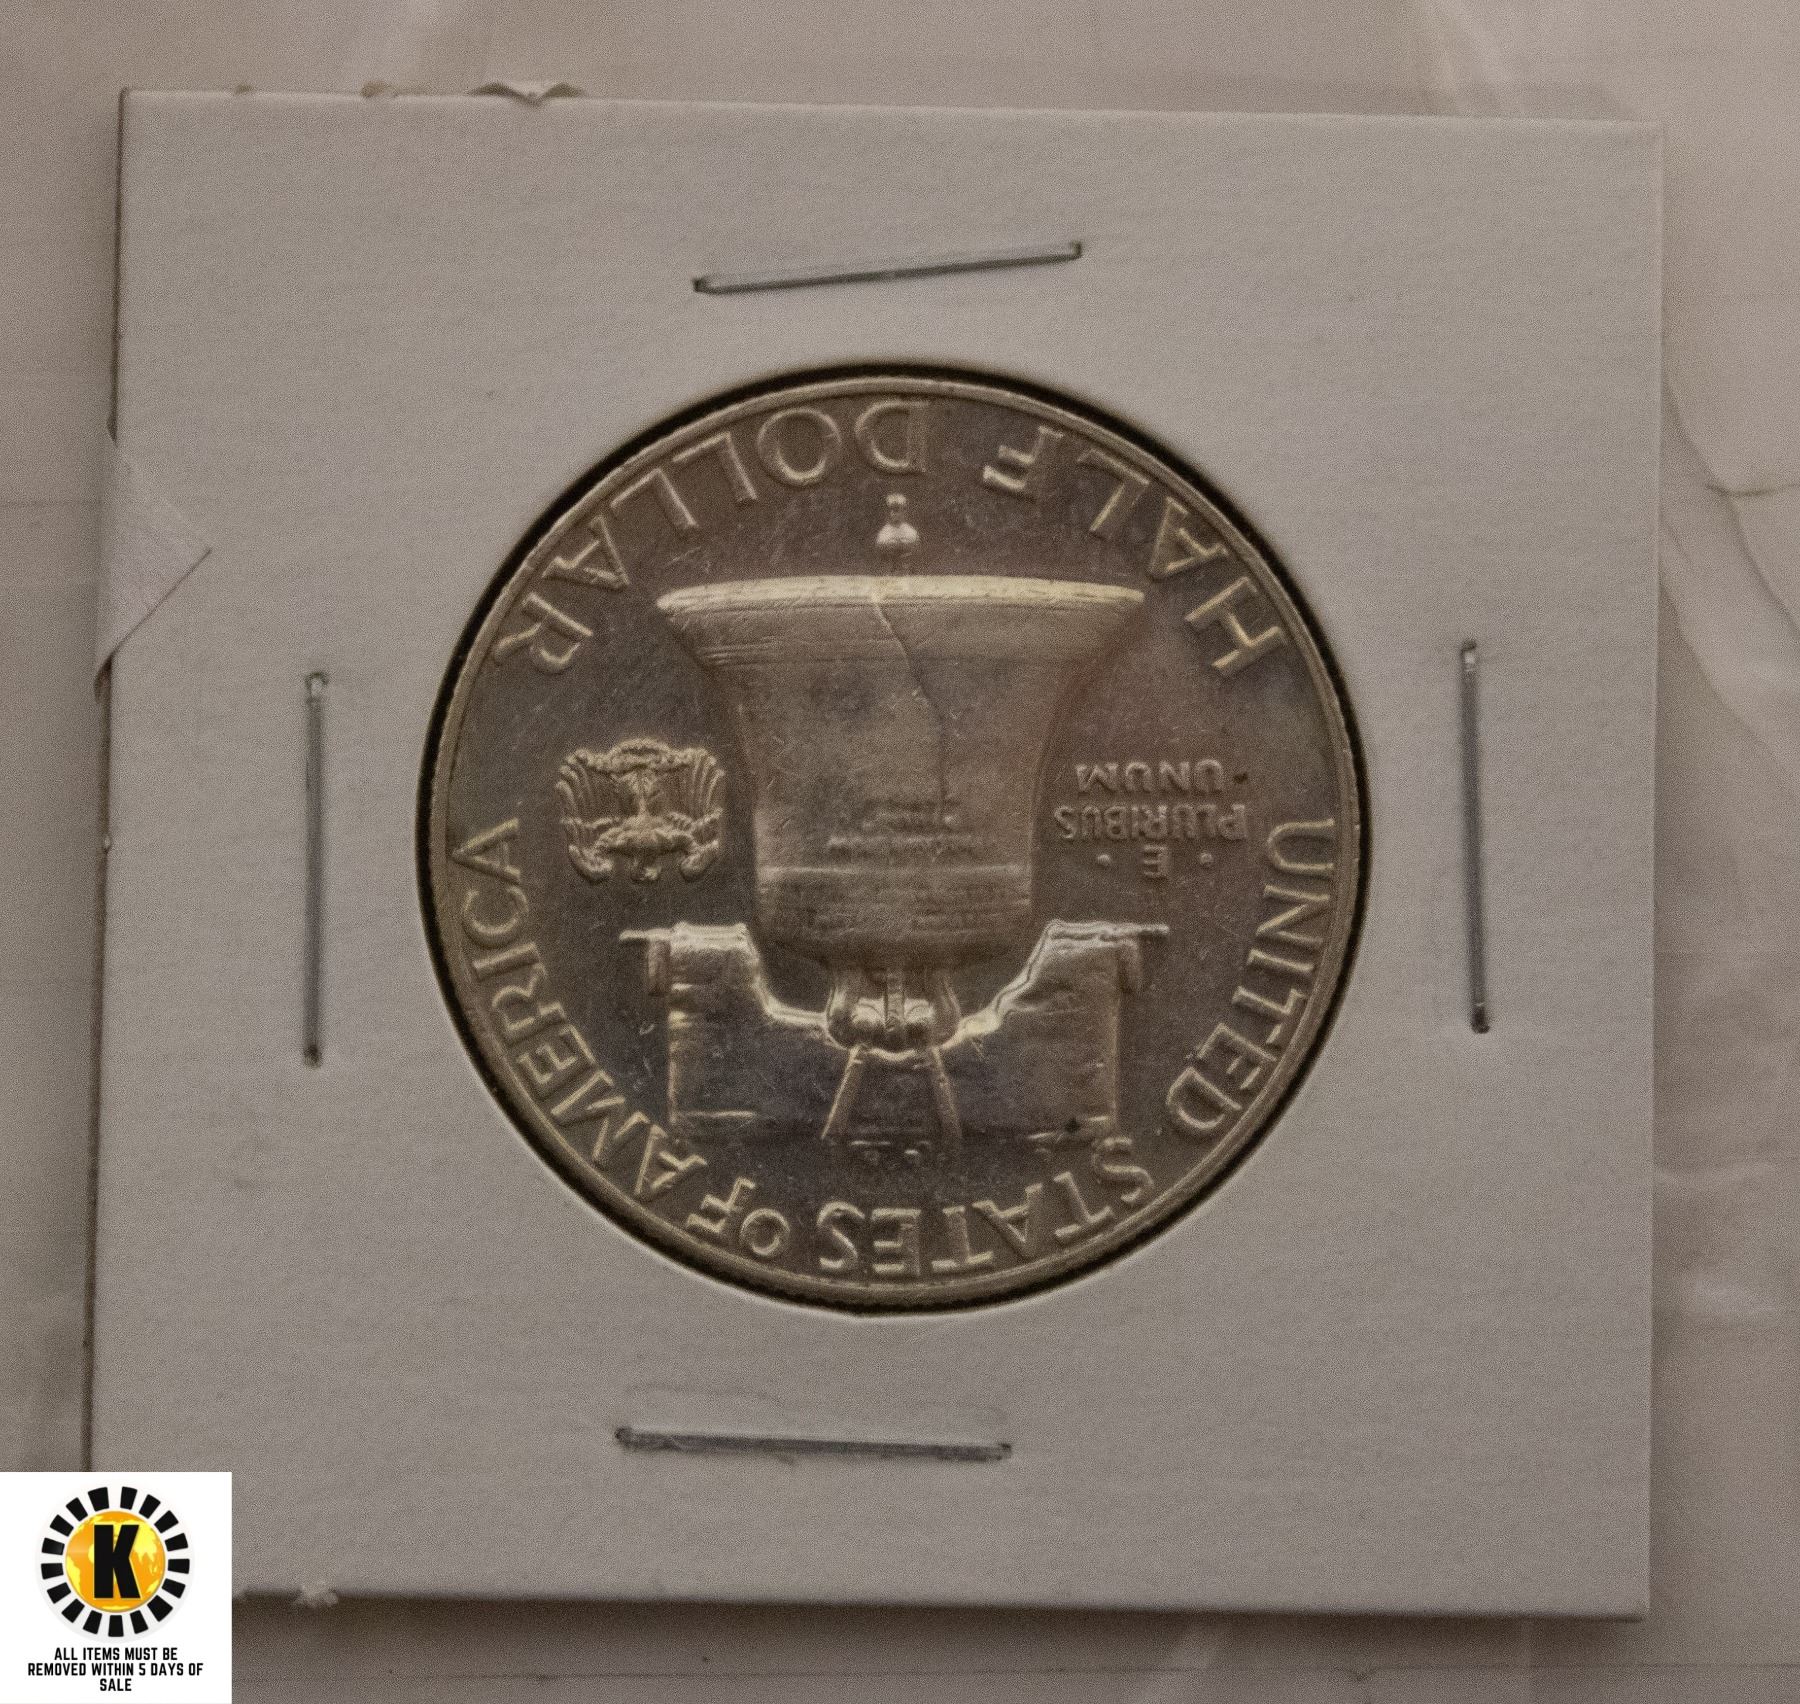 UNITED STATES OF AMERICA
E
PLURIBUS
UNUM
HALF DOLLAR
K
ALL ITEMS MUST BE
REMOVED WITHIN 5 DAYS OF
SALE